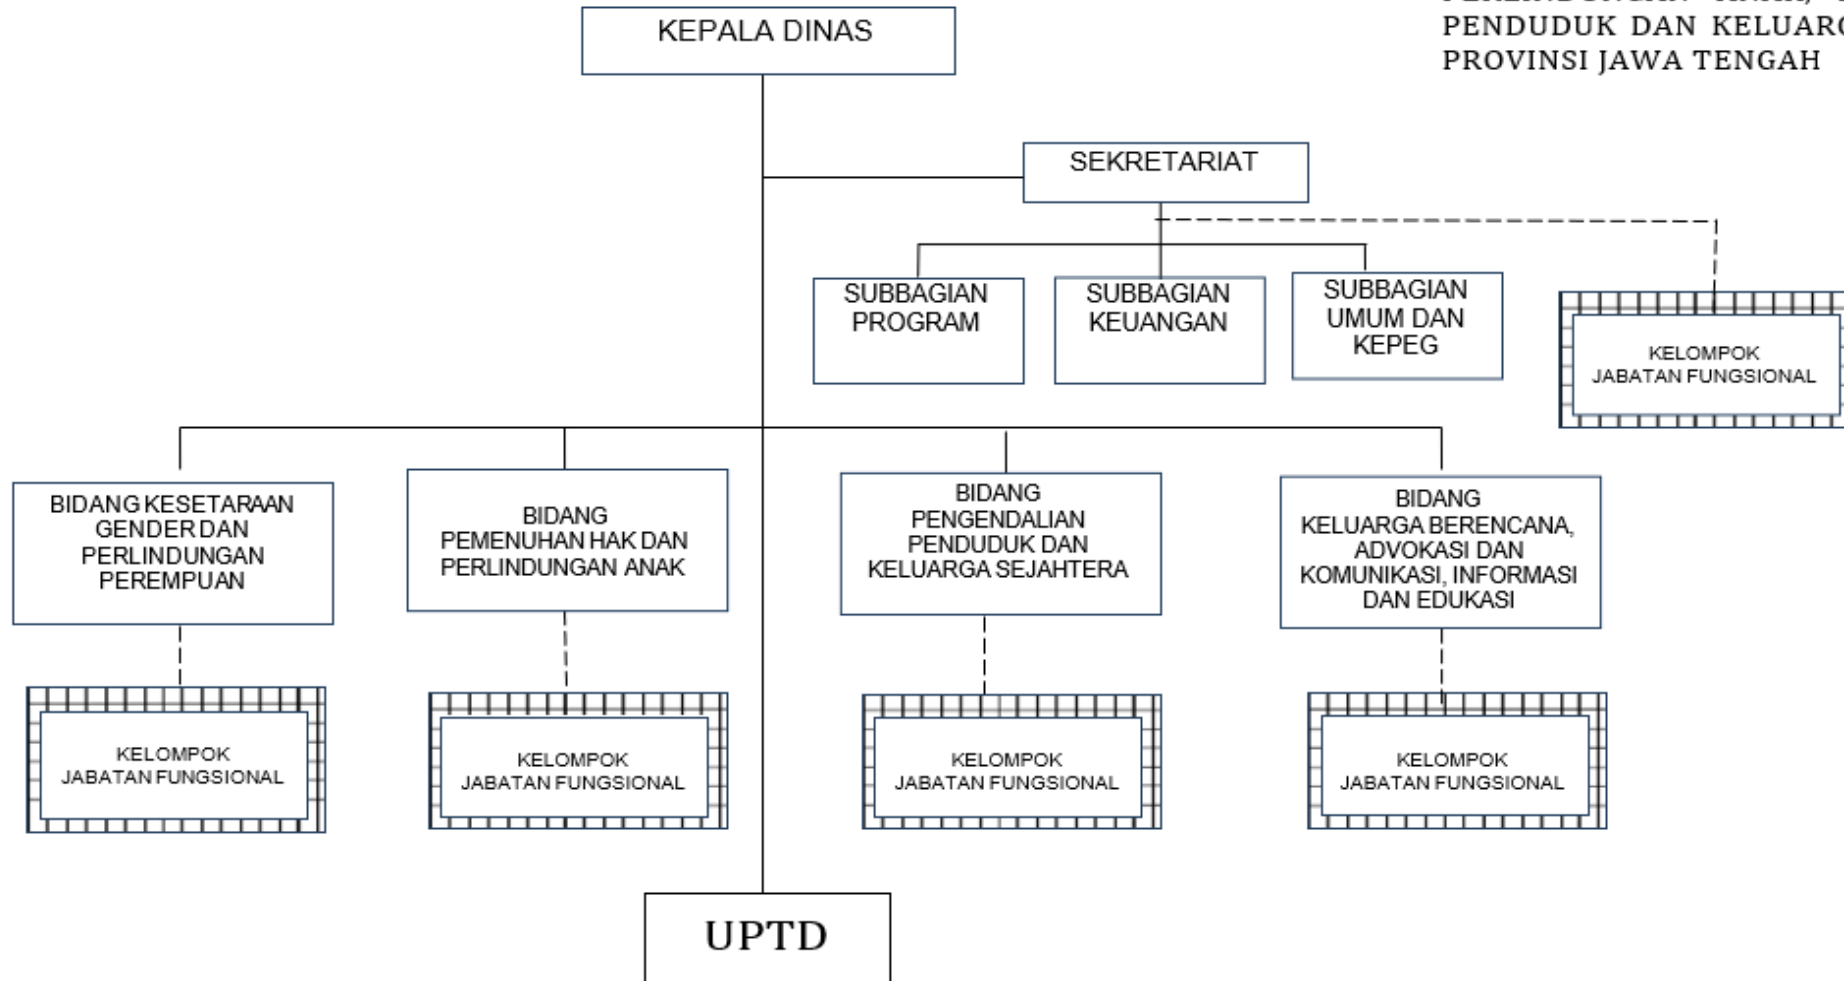 PENDUDUK DAN KELUARG
PROVINSI JAWA TENGAH
KEPALA DINAS
SEKRETARIAT
SUBBAGIAN
PROGRAM
SUBBAGIAN
KEUANGAN
SUBBAGIAN
UMUM DAN
KEPEG
KELOMPOK
JABATAN FUNGSIONAL
BIDANG KESETARAAN
GENDER DAN
PERLINDUNGAN
PEREMPUAN
BIDANG
PEMENUHAN HAK DAN
PERLINDUNGAN ANAK
BIDANG
PENGENDALIAN
PENDUDUK DAN
KELUARGA SEJAHTERA
BIDANG
KELUARGA BERENCANA,
ADVOKASI DAN
KOMUNIKASI, INFORMASI
DAN EDUKASI
KELOMPOK
JABATAN FUNGSIONAL
KELOMPOK
JABATAN FUNGSIONAL
KELOMPOK
JABATAN FUNGSIONAL
KELOMPOK
JABATAN FUNGSIONAL
UPTD